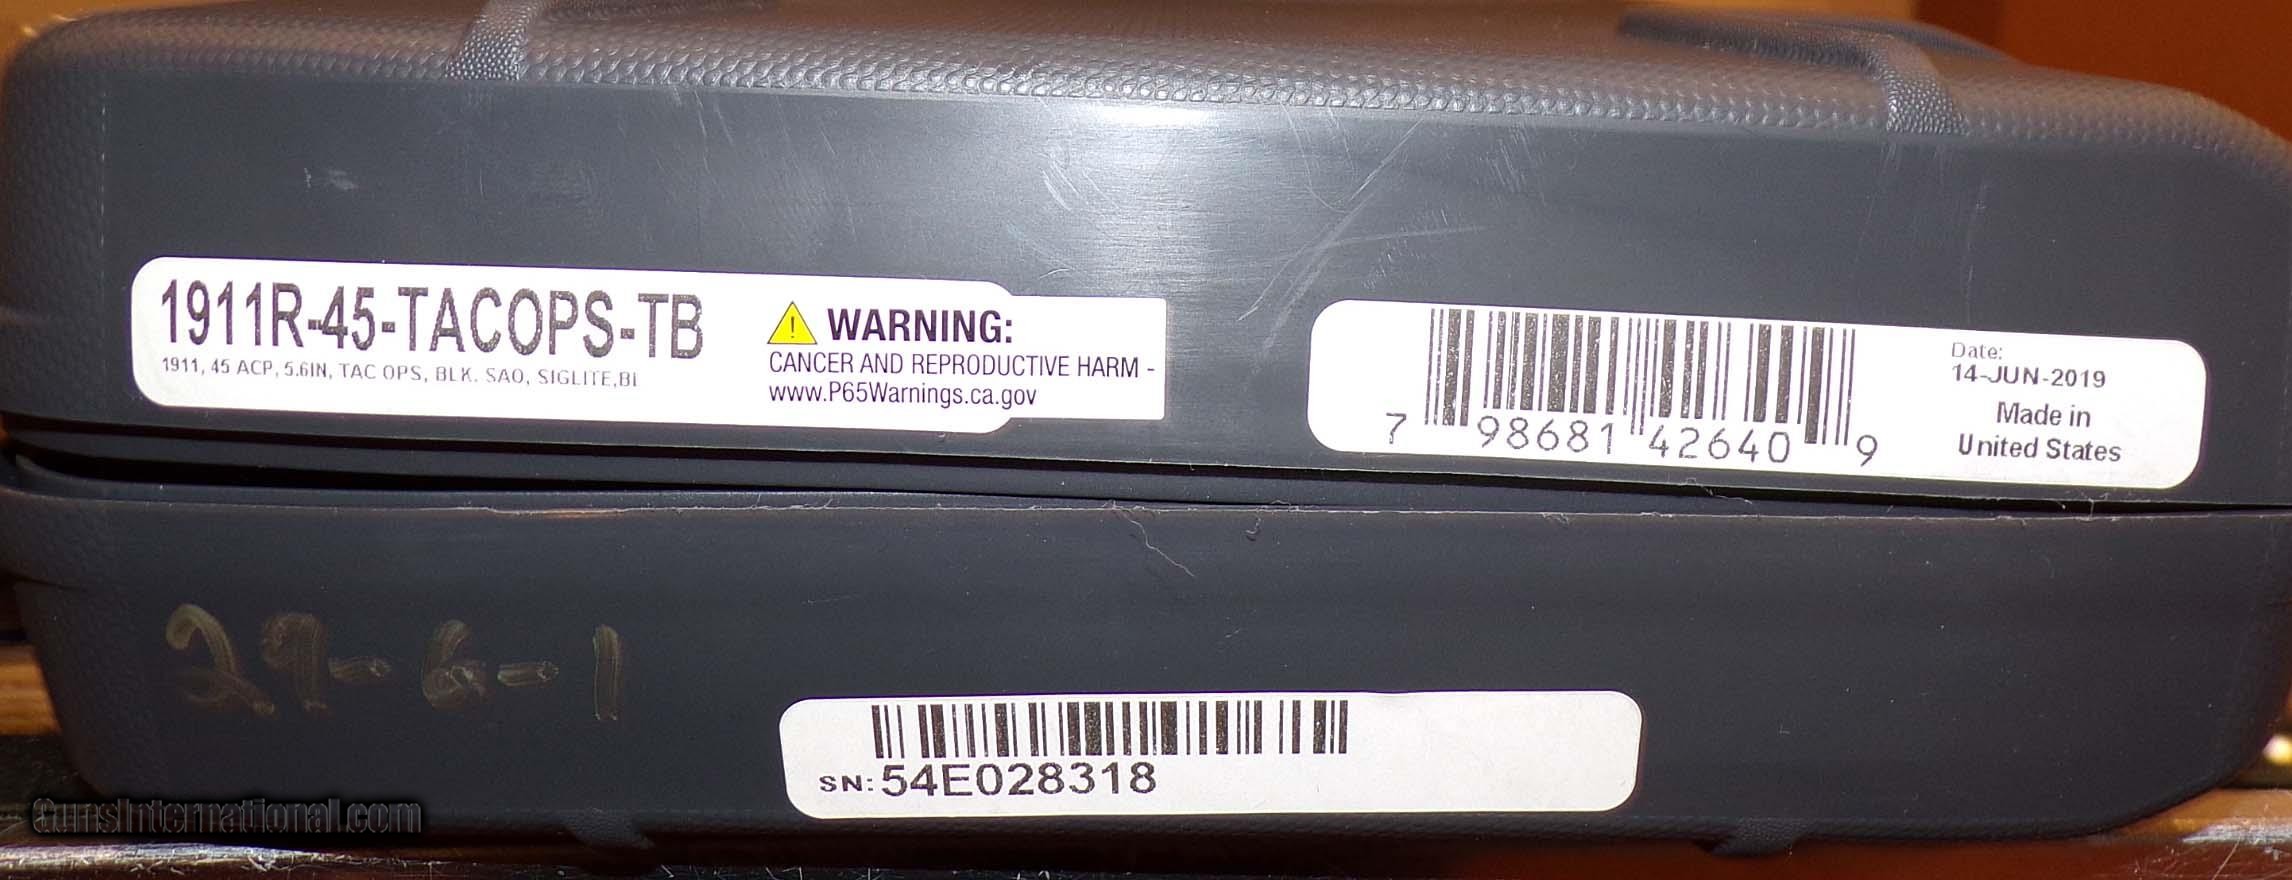 1911R-45-TACOPS-TB
1911, 45 ACP, 5.6IN, TAC OPS, BLK. SAO, SIGLITE,BL
WARNING:
CANCER AND REPRODUCTIVE HARM -
www.P65Warnings.ca.gov
7 98681 42640 9
Date:
14-JUN-2019
Made in
United States
29-6-1
SN: 54E028318
GunsInternational.com